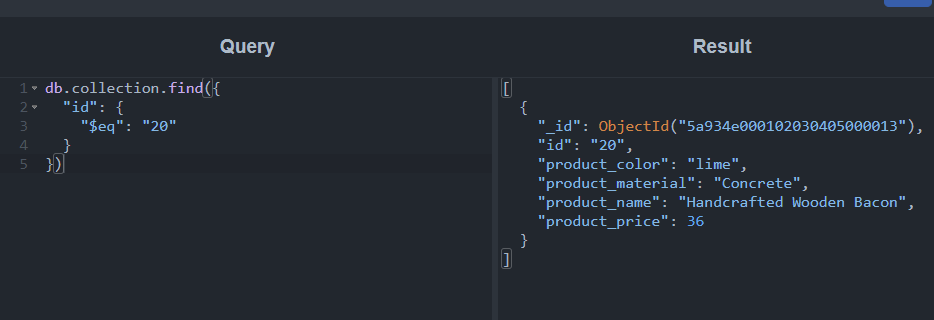 Query
Result
1 db.collection.find({
2 "id": {
3 "$eq": "20"
4 }
5 })
[
{
"_id": ObjectId("5a934e000102030405000013"),
"id": "20",
"product_color": "lime",
"product_material": "Concrete",
"product_name": "Handcrafted Wooden Bacon",
"product_price": 36
}
]